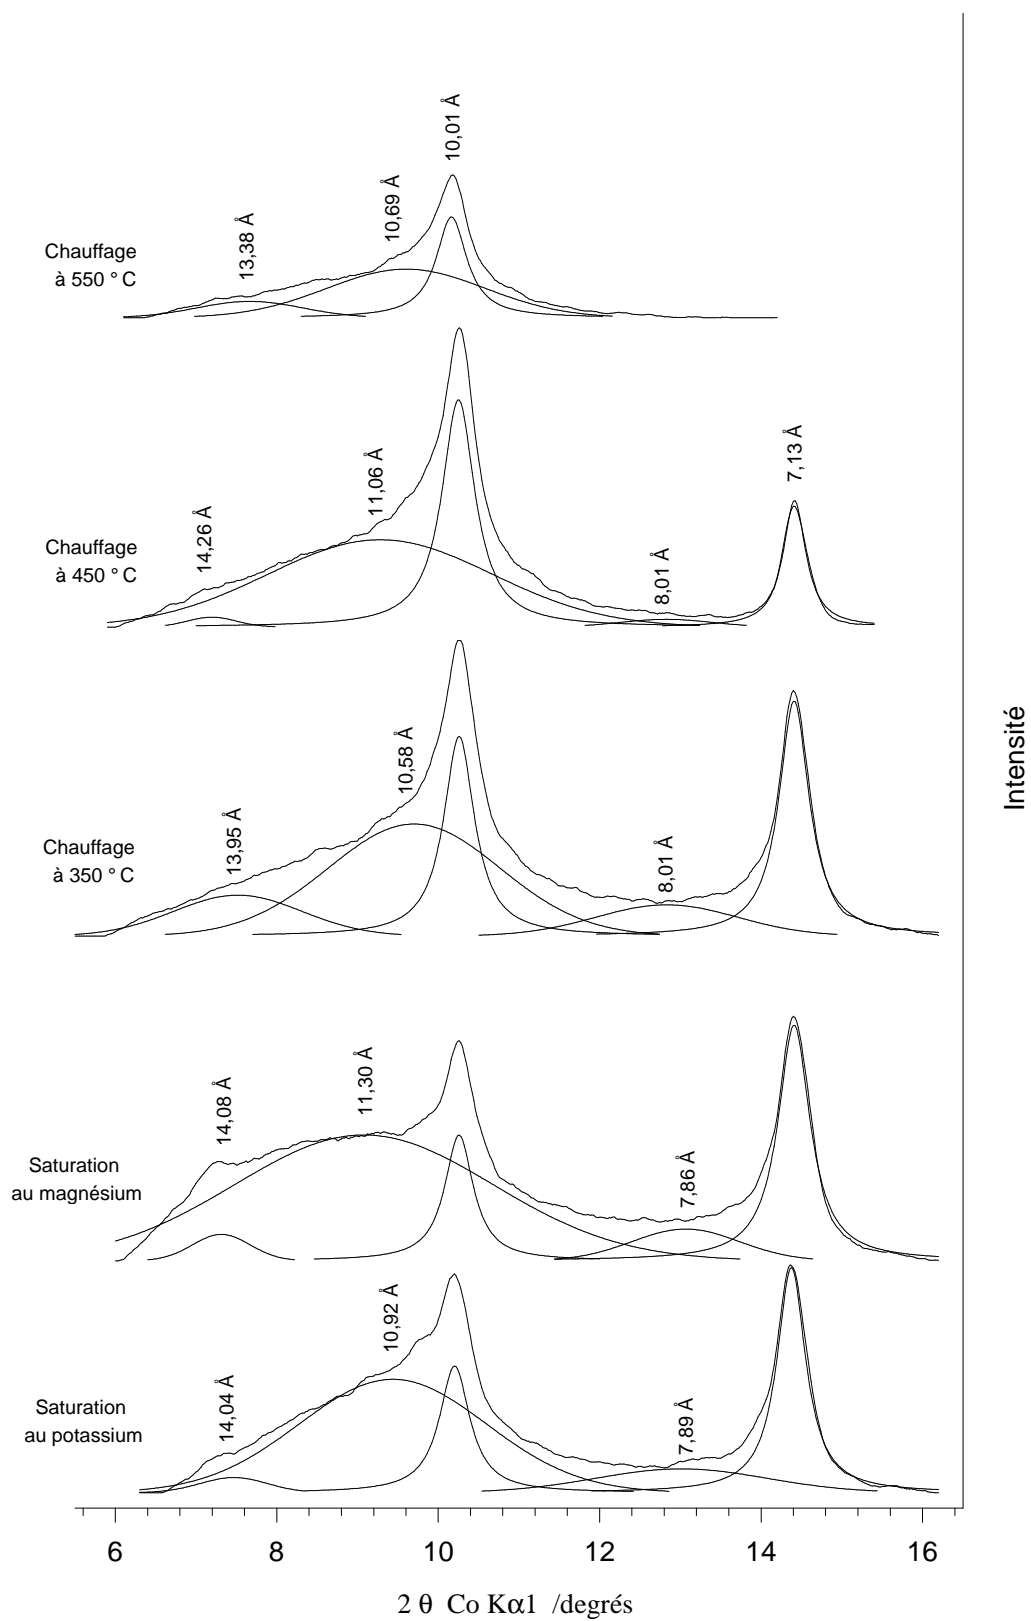 10,01 Å
10,69 Å
13,38 Å
Chauffage
à 550 ° C
7,13 Å
11,06 Å
14,26 Å
8,01 Å
Chauffage
à 450 ° C
Intensité
10,58 Å
13,95 Å
8,01 Å
Chauffage
à 350 ° C
11,30 Å
14,08 Å
7,86 Å
Saturation
au magnésium
10,92 Å
14,04 Å
7,89 Å
Saturation
au potassium
6 8 10 12 14 16
2 θ Co Kα1 /degrés